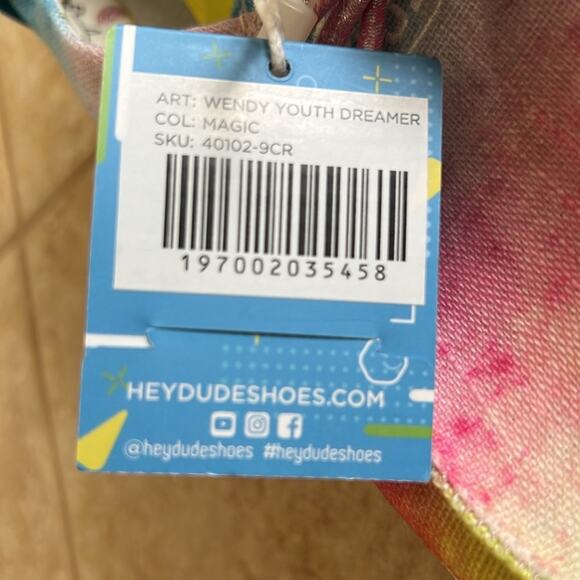 ART: WENDY YOUTH DREAMER
COL: MAGIC
SKU: 40102-9CR
197002035458
HEYDUDESHOES.COM
@heydudeshoes #heydudeshoes